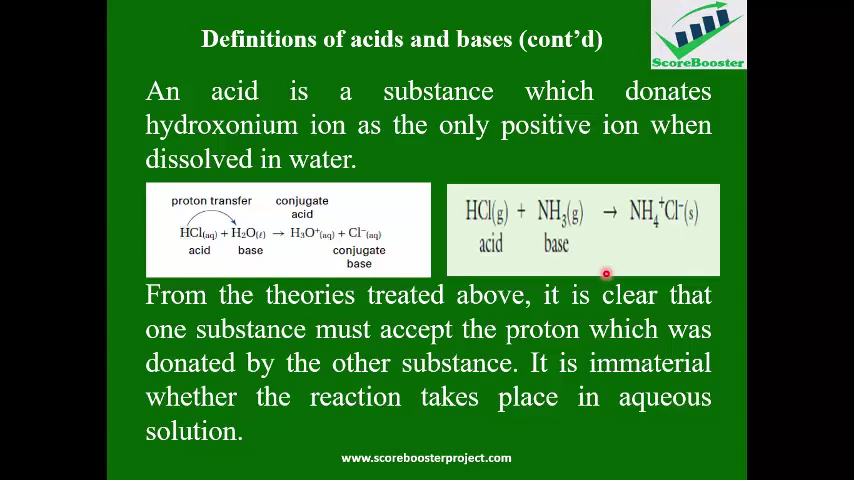 Definitions of acids and bases (cont’d)
ScoreBooster
An acid is a substance which donates
hydroxonium ion as the only positive ion when
dissolved in water.
proton transfer conjugate
acid
HCl(aq) + H2O(ℓ) → H3O+(aq) + Cl−(aq)
acid base conjugate
base
HCl(g) + NH3(g) → NH4+Cl−(s)
acid base
From the theories treated above, it is clear that
one substance must accept the proton which was
donated by the other substance. It is immaterial
whether the reaction takes place in aqueous
solution.
www.scoreboosterproject.com